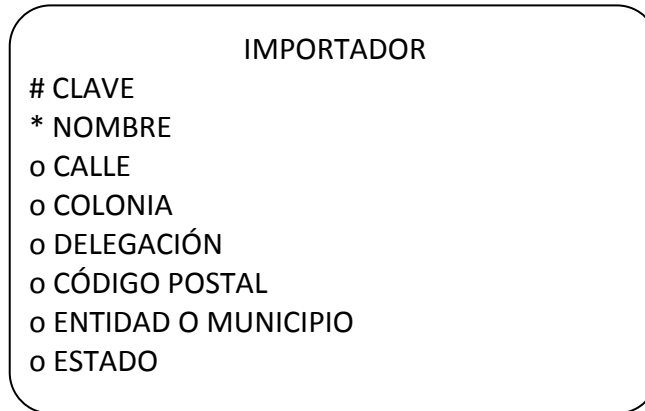 IMPORTADOR
# CLAVE
* NOMBRE
o CALLE
o COLONIA
o DELEGACIÓN
o CÓDIGO POSTAL
o ENTIDAD O MUNICIPIO
o ESTADO